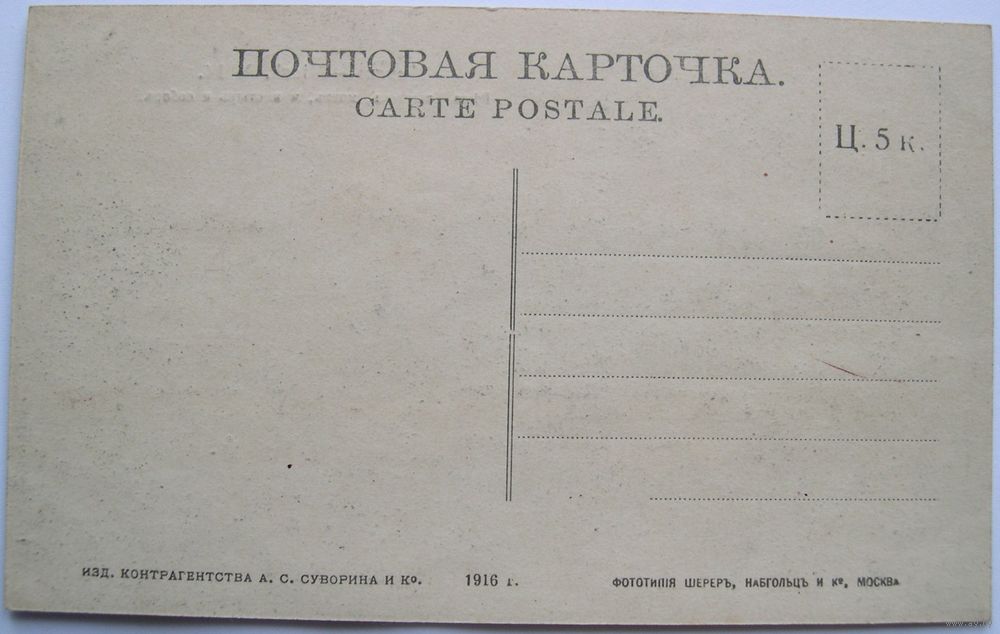 ПОЧТОВАЯ КАРТОЧКА.
CARTE POSTALE.
Ц. 5 к.
ИЗД. КОНТРАГЕНТСТВА А. С. СУВОРИНА И Ко. 1916 г.
ФОТОТИПІЯ ШЕРЕРЪ, НАБГОЛЬЦЪ И Ко, МОСКВА